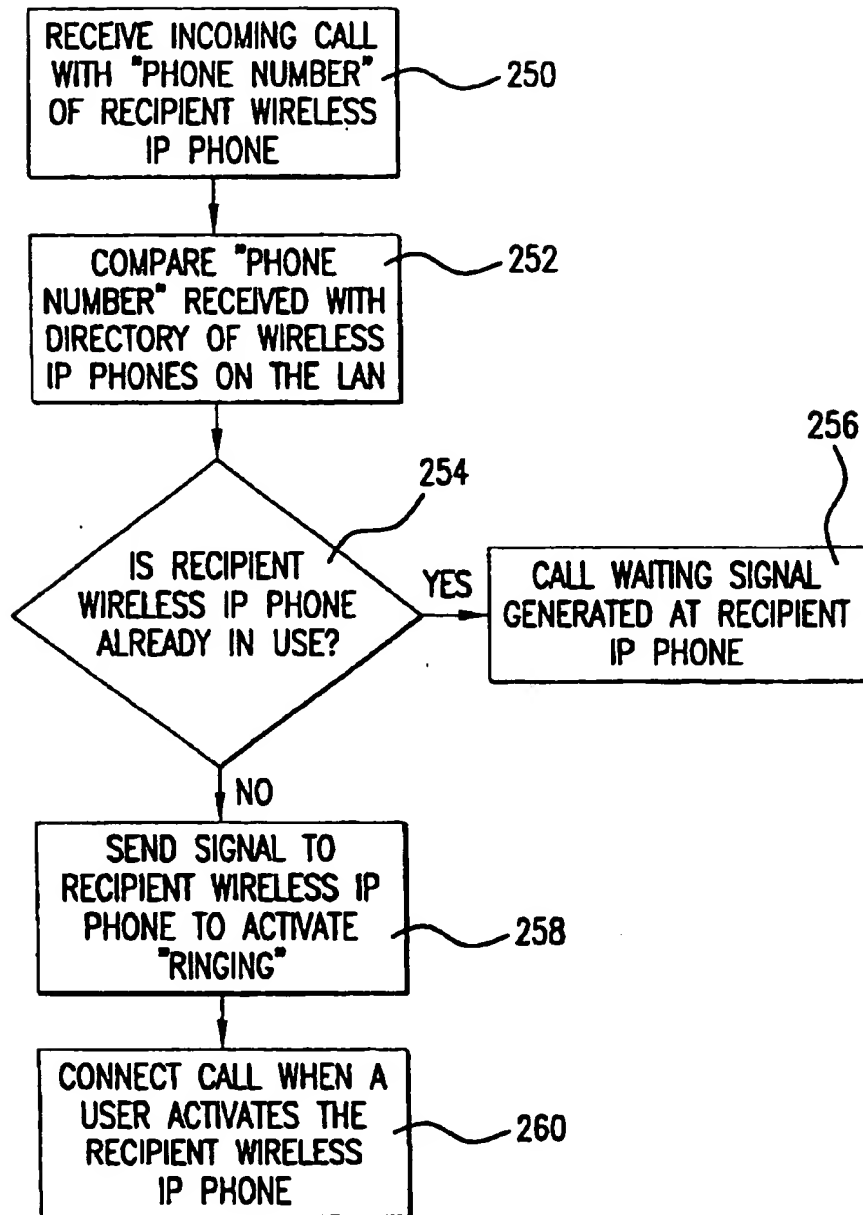 RECEIVE INCOMING CALL
WITH "PHONE NUMBER"
OF RECIPIENT WIRELESS
IP PHONE
250
COMPARE "PHONE
NUMBER" RECEIVED WITH
DIRECTORY OF WIRELESS
IP PHONES ON THE LAN
252
254
IS RECIPIENT
WIRELESS IP PHONE
ALREADY IN USE?
YES
256
CALL WAITING SIGNAL
GENERATED AT RECIPIENT
IP PHONE
NO
SEND SIGNAL TO
RECIPIENT WIRELESS IP
PHONE TO ACTIVATE
"RINGING"
258
CONNECT CALL WHEN A
USER ACTIVATES THE
RECIPIENT WIRELESS
IP PHONE
260